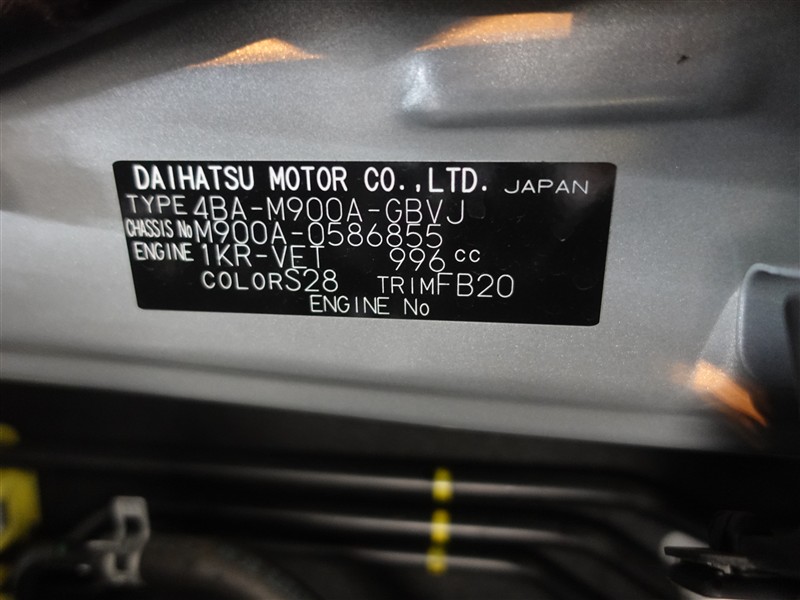 DAIHATSU MOTOR CO.,LTD. JAPAN
TYPE 4BA-M900A-GBVJ
CHASSIS No M900A-0586855
ENGINE 1KR-VET 996 cc
COLOR S28 TRIM FB20
ENGINE No